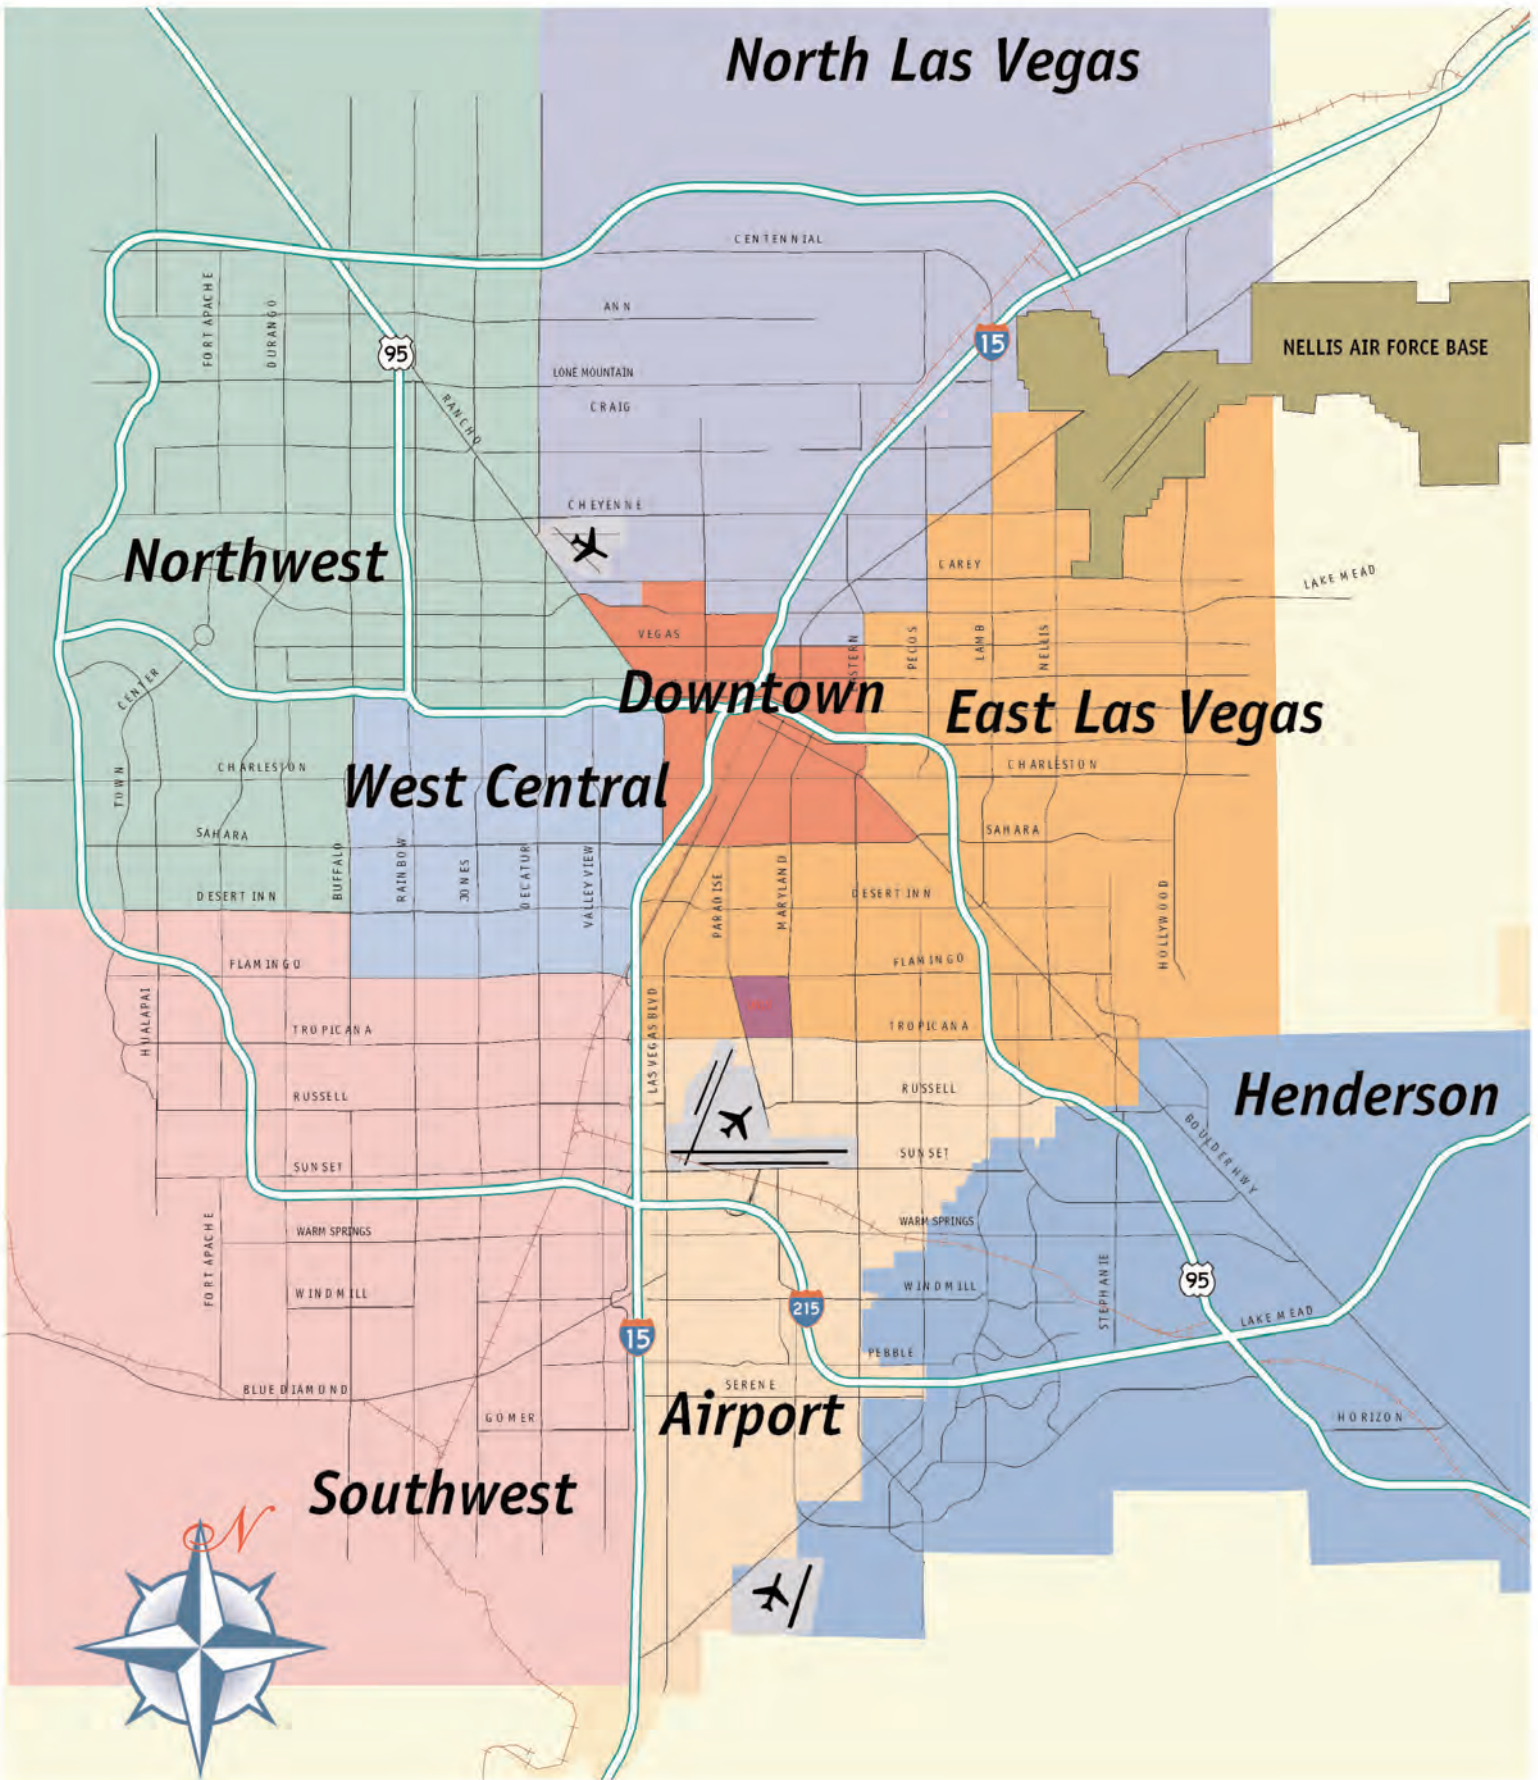 North Las Vegas
CENTENNIAL
FORT APACHE
DURANGO
ANN
15
NELLIS AIR FORCE BASE
95
LONE MOUNTAIN
RANCHO
CRAIG
CHEYENNE
Northwest
CAREY
LAKE MEAD
VEGAS
PECOS
LAMB
NELLIS
CENTER
Downtown
East Las Vegas
TOWN
CHARLESTON
CHARLESTON
West Central
SAHARA
SAHARA
BUFFALO
RAINBOW
JONES
DECATUR
VALLEY VIEW
PARADISE
MARYLAND
DESERT INN
DESERT INN
HOLLYWOOD
FLAMINGO
FLAMINGO
HUALAPAI
LAS VEGAS BLVD
TROPICANA
TROPICANA
RUSSELL
RUSSELL
Henderson
BOULDER HWY
SUNSET
SUNSET
FORT APACHE
WARM SPRINGS
WARM SPRINGS
STEPHANIE
95
WINDMILL
WINDMILL
215
LAKE MEAD
15
PEBBLE
BLUE DIAMOND
SERENE
GOMER
Airport
HORIZON
Southwest
N